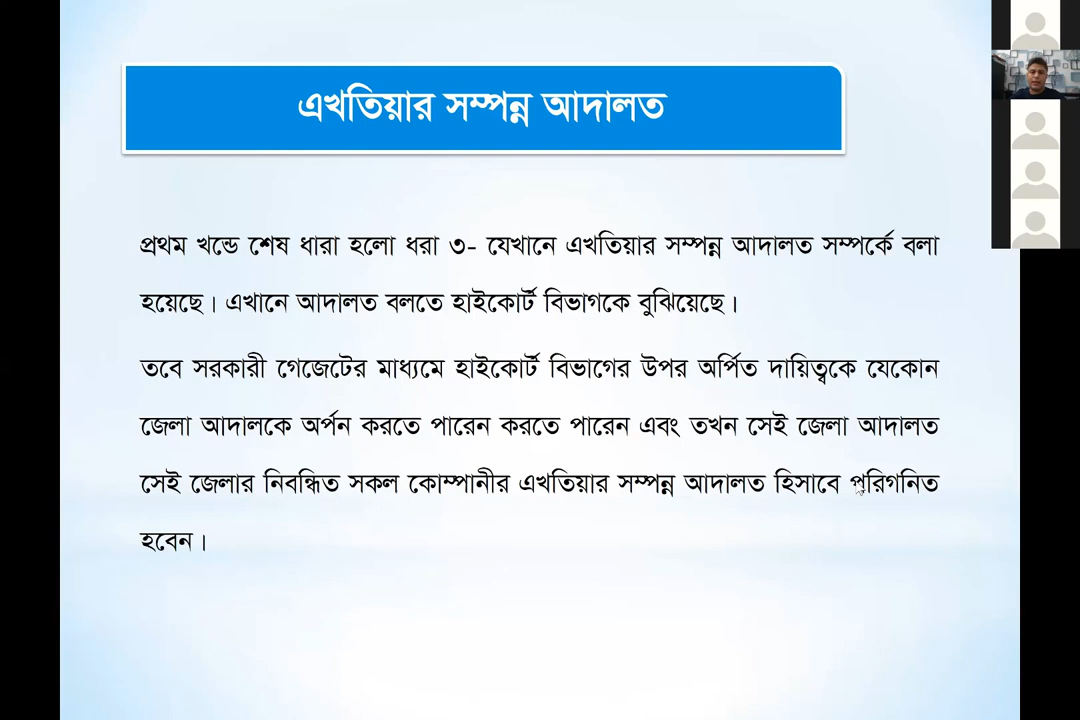 এখতিয়ার সম্পন্ন আদালত
প্রথম খন্ডে শেষ ধারা হলো ধরা ৩- যেখানে এখতিয়ার সম্পন্ন আদালত সম্পর্কে বলা
হয়েছে। এখানে আদালত বলতে হাইকোর্ট বিভাগকে বুঝিয়েছে।
তবে সরকারী গেজেটের মাধ্যমে হাইকোর্ট বিভাগের উপর অর্পিত দায়িত্বকে যেকোন
জেলা আদালকে অর্পন করতে পারেন করতে পারেন এবং তখন সেই জেলা আদালত
সেই জেলার নিবন্ধিত সকল কোম্পানীর এখতিয়ার সম্পন্ন আদালত হিসাবে পরিগনিত
হবেন।